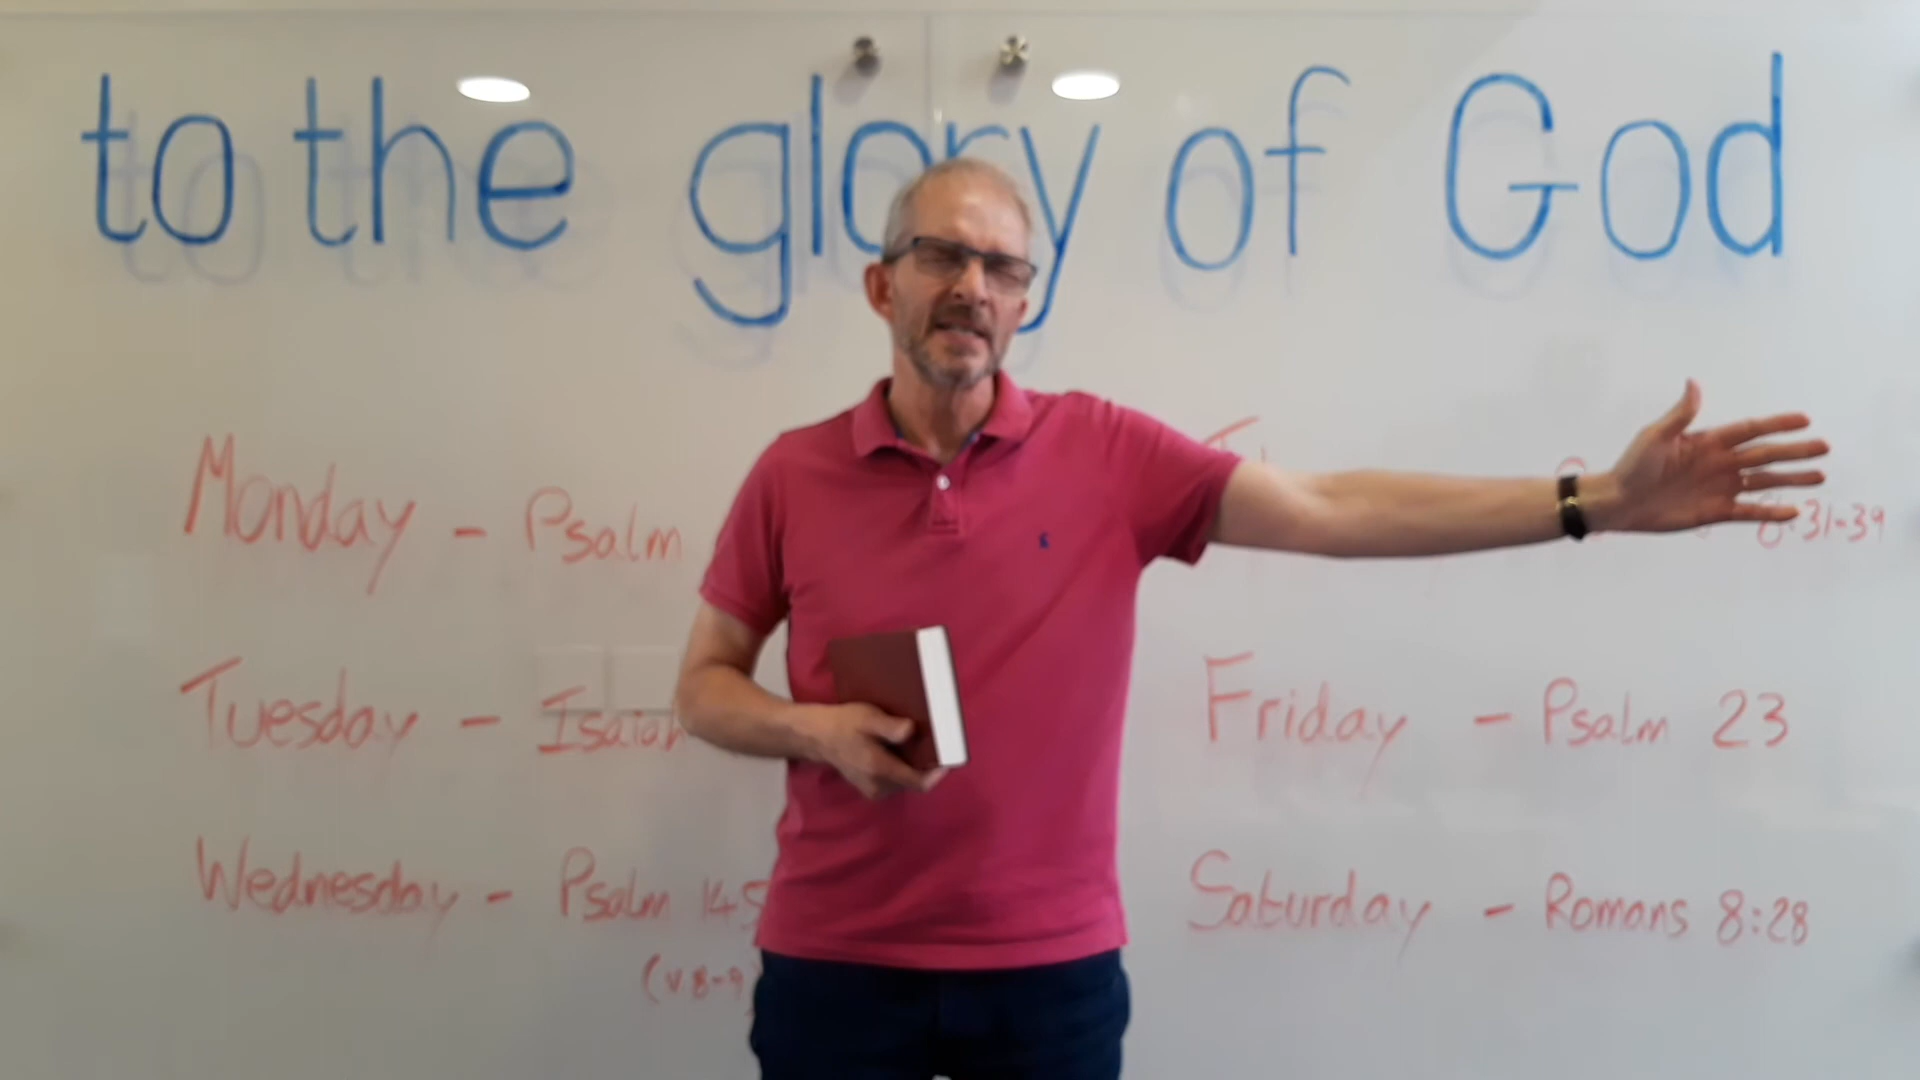 to the glory of God
Monday - Psalm
8:31-39
Tuesday - Isaiah
Friday - Psalm 23
Wednesday - Psalm 145
(v 8-9)
Saturday - Romans 8:28